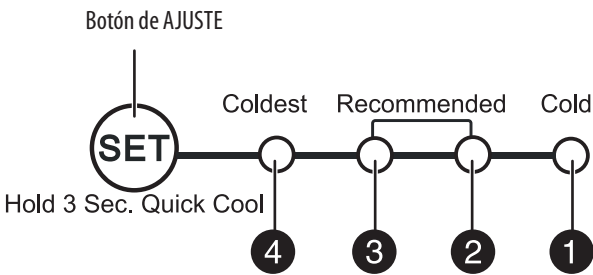 Botón de AJUSTE
Coldest Recommended Cold
SET
Hold 3 Sec. Quick Cool
4 3 2 1